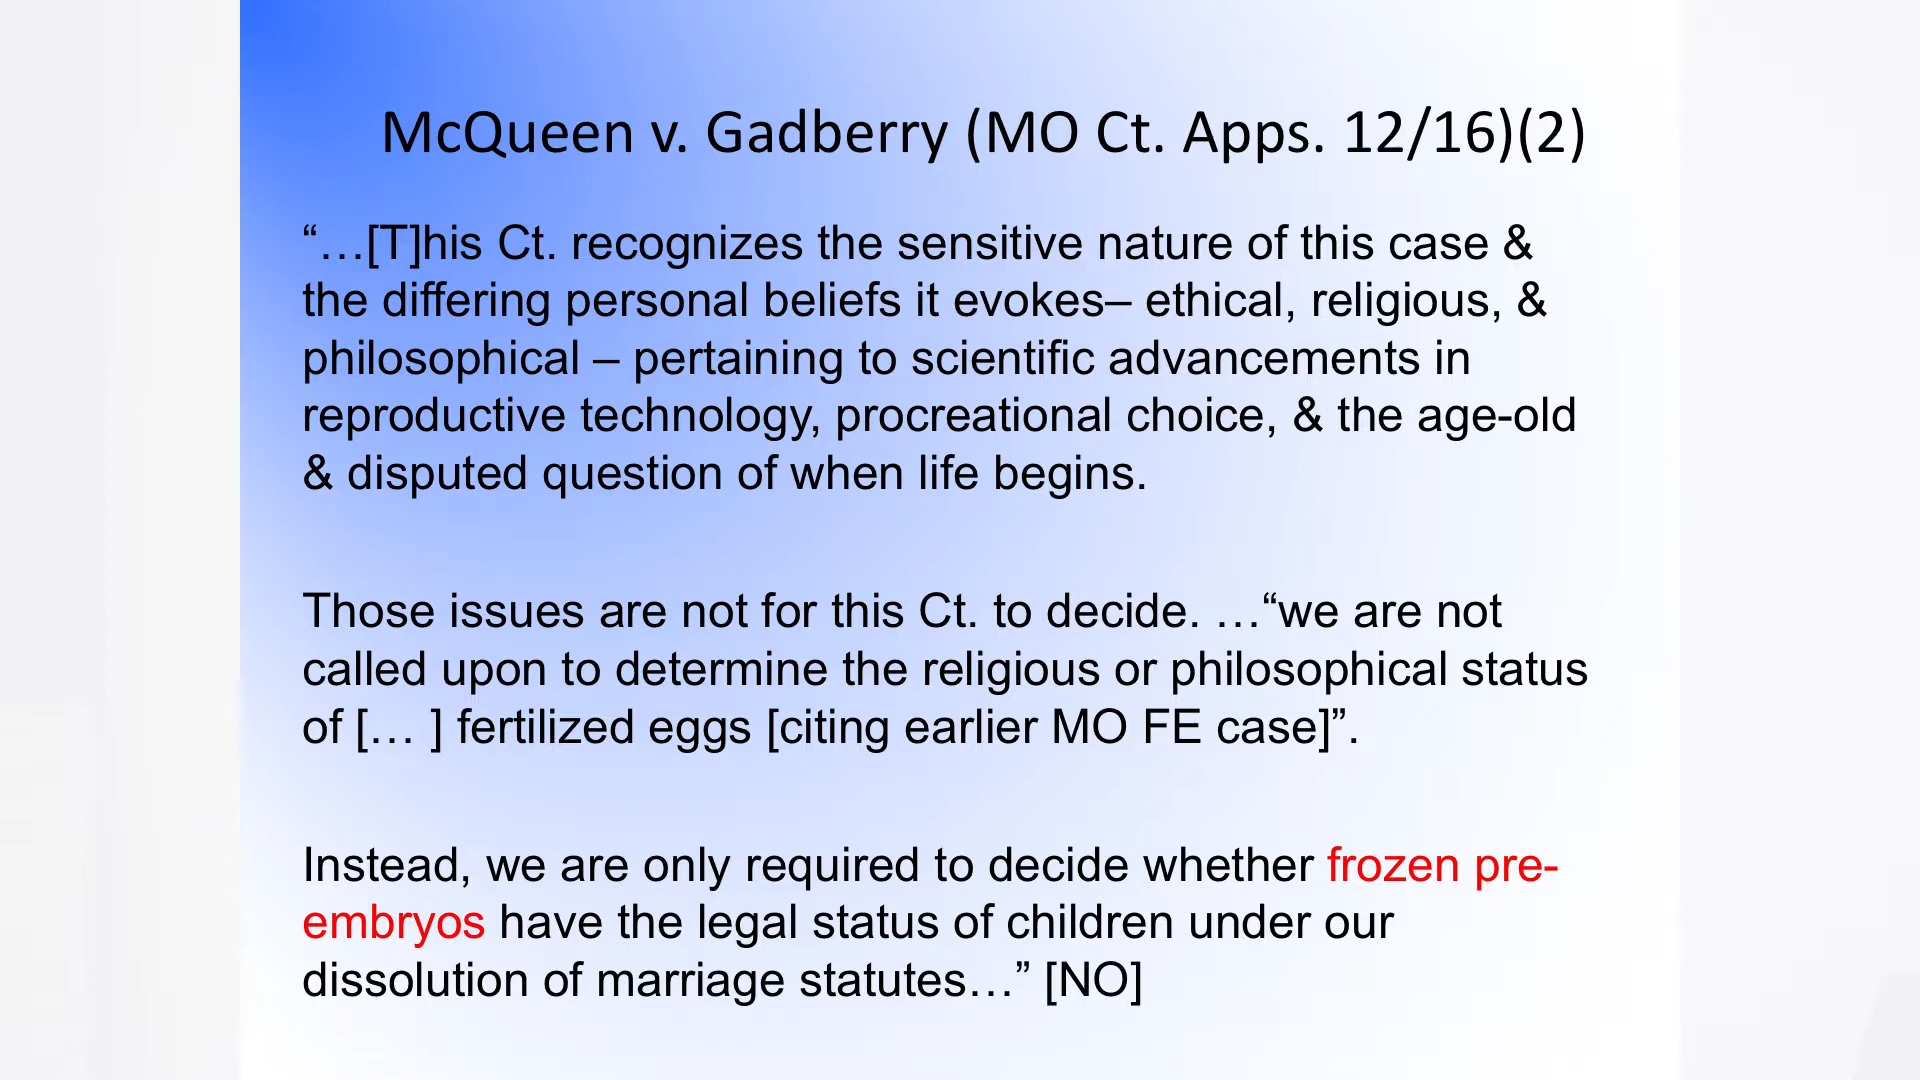 McQueen v. Gadberry (MO Ct. Apps. 12/16)(2)
“…[T]his Ct. recognizes the sensitive nature of this case &
the differing personal beliefs it evokes– ethical, religious, &
philosophical – pertaining to scientific advancements in
reproductive technology, procreational choice, & the age-old
& disputed question of when life begins.
Those issues are not for this Ct. to decide. …“we are not
called upon to determine the religious or philosophical status
of [… ] fertilized eggs [citing earlier MO FE case]”.
Instead, we are only required to decide whether frozen pre-
embryos have the legal status of children under our
dissolution of marriage statutes…” [NO]